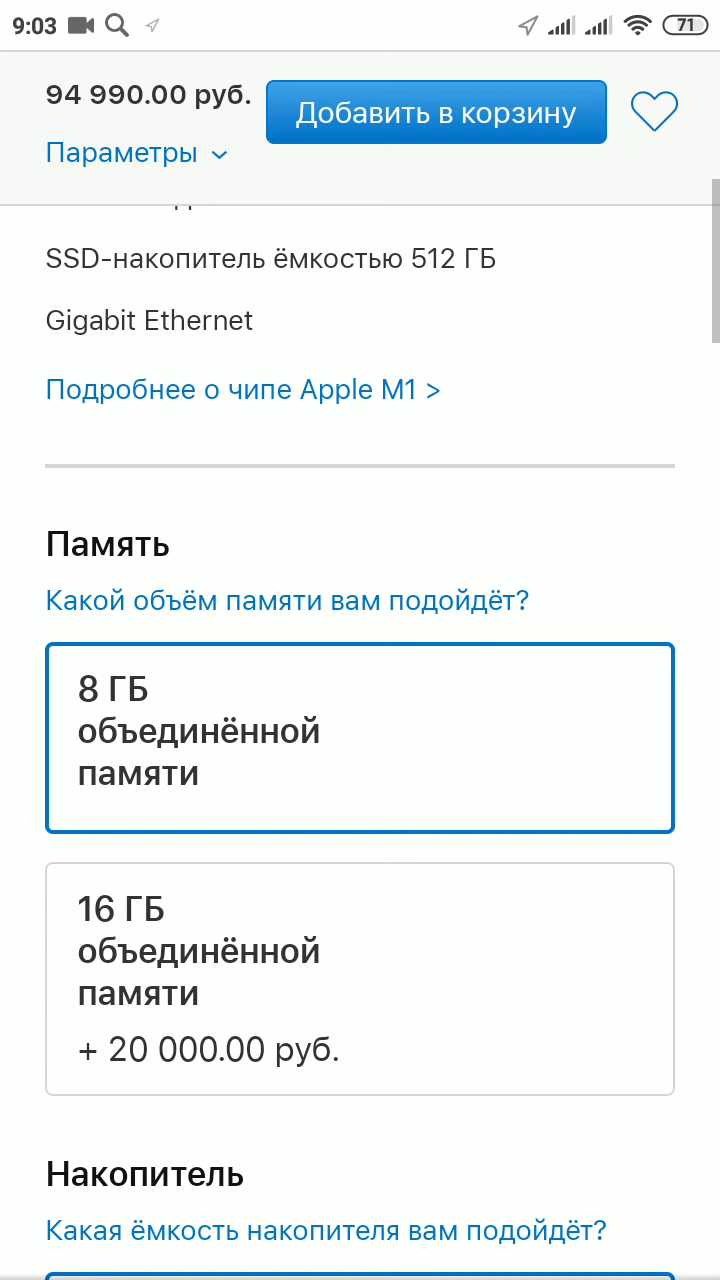 9:03
71
94 990.00 руб.
Добавить в корзину
Параметры
SSD-накопитель ёмкостью 512 ГБ
Gigabit Ethernet
Подробнее о чипе Apple M1 >
Память
Какой объём памяти вам подойдёт?
8 ГБ
объединённой
памяти
16 ГБ
объединённой
памяти
+ 20 000.00 руб.
Накопитель
Какая ёмкость накопителя вам подойдёт?